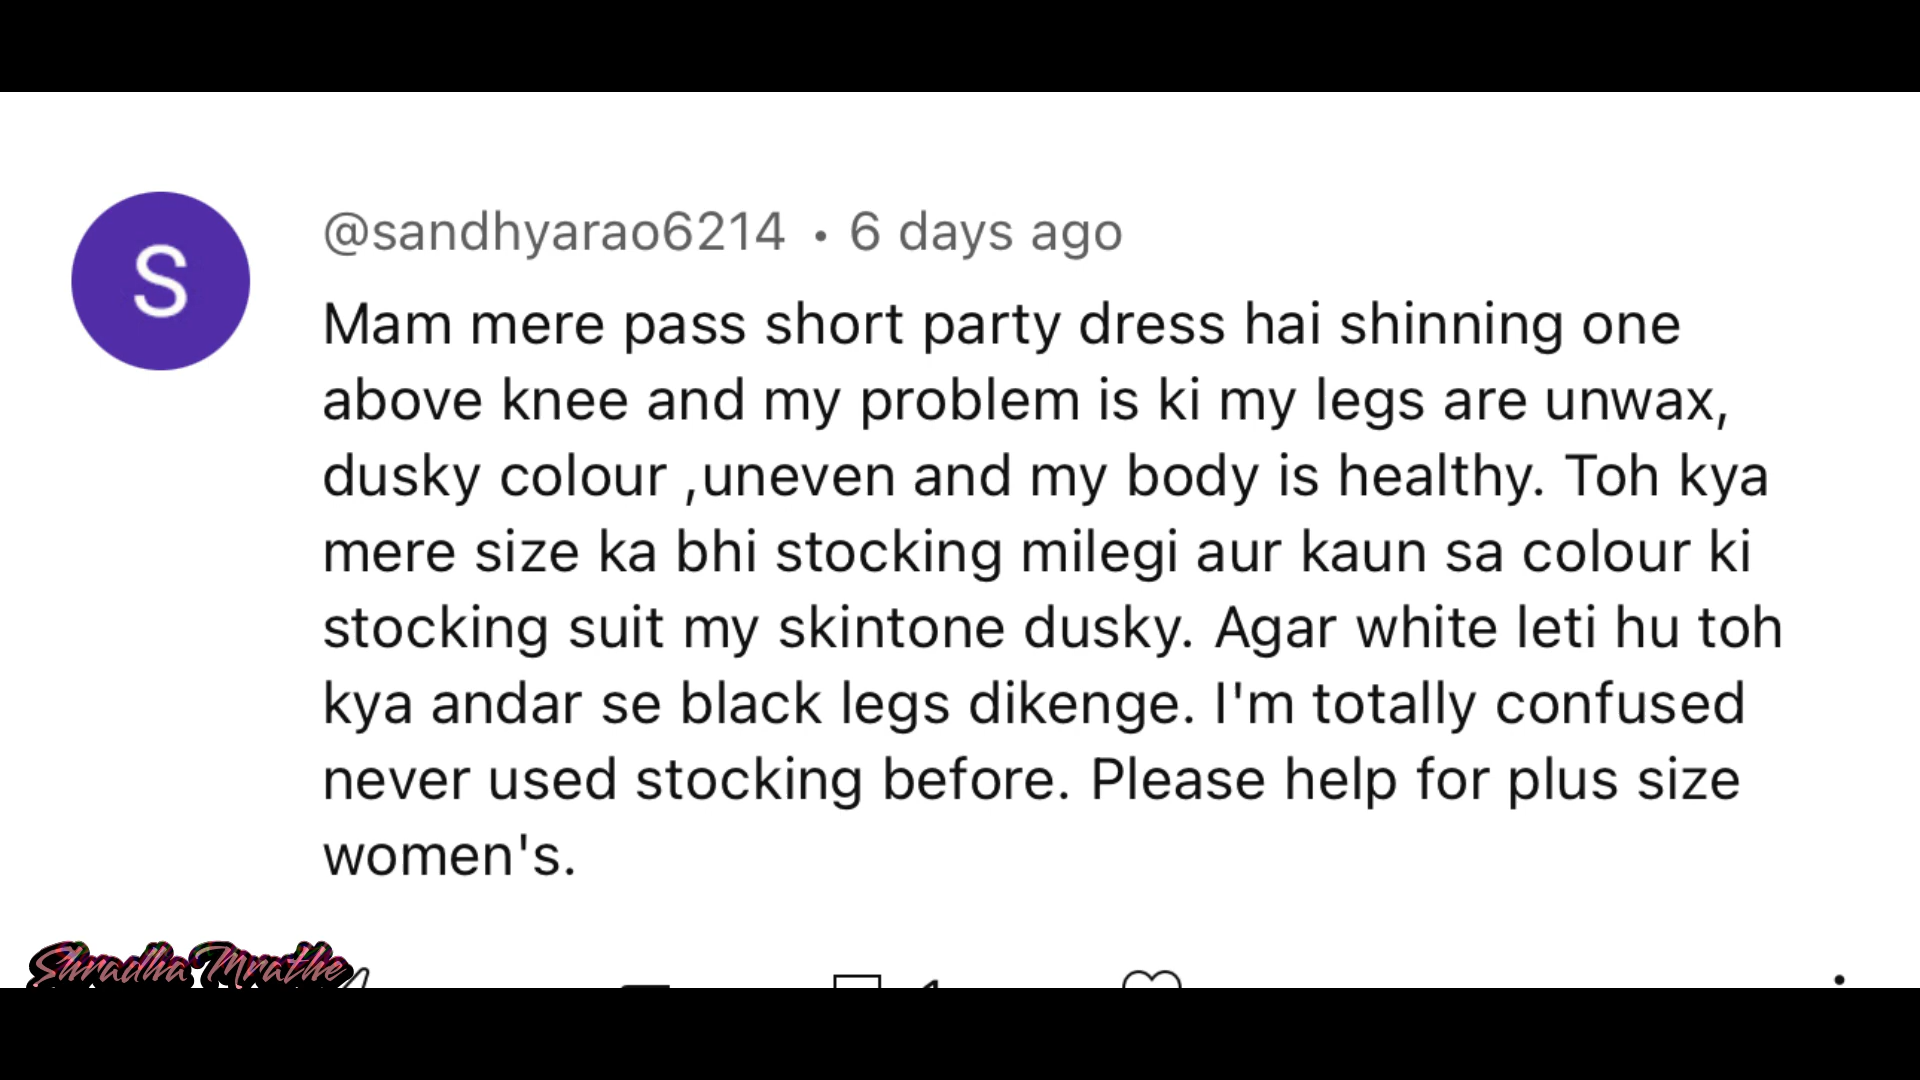 S
@sandhyarao6214 • 6 days ago
Mam mere pass short party dress hai shinning one
above knee and my problem is ki my legs are unwax,
dusky colour ,uneven and my body is healthy. Toh kya
mere size ka bhi stocking milegi aur kaun sa colour ki
stocking suit my skintone dusky. Agar white leti hu toh
kya andar se black legs dikenge. I'm totally confused
never used stocking before. Please help for plus size
women's.
Shradha Mrathe